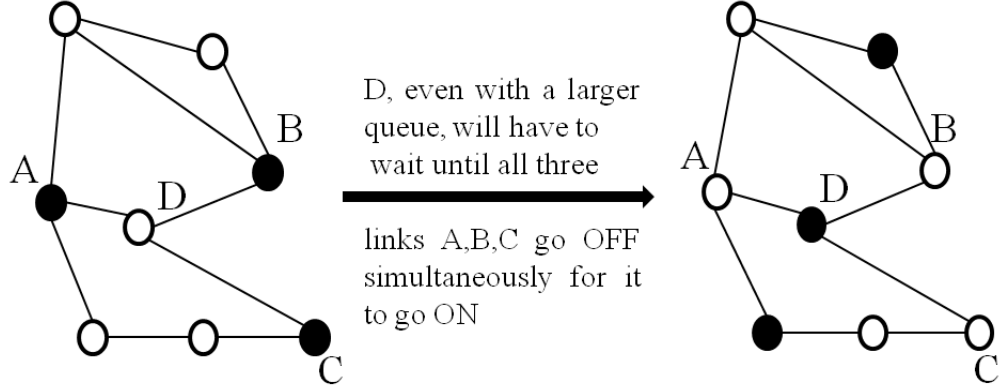 A
B
D
C
D, even with a larger
queue, will have to
wait until all three
links A,B,C go OFF
simultaneously for it
to go ON
A
B
D
C